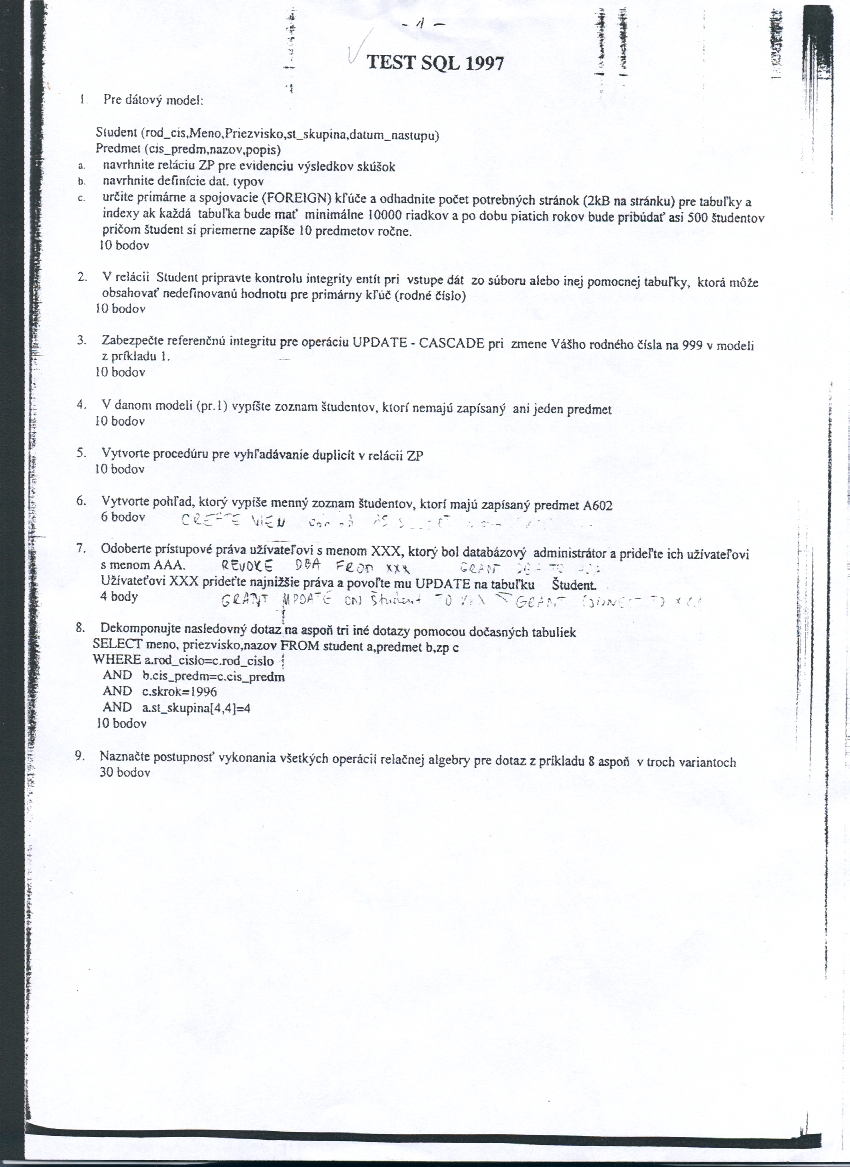 - 1 -
TEST SQL 1997
1 Pre dátový model:
Student (rod_cis,Meno,Priezvisko,st_skupina,datum_nastupu)
Predmet (cis_predm,nazov,popis)
a. navrhnite reláciu ZP pre evidenciu výsledkov skúšok
b. navrhnite definície dat. typov
c. určite primárne a spojovacie (FOREIGN) kľúče a odhadnite počet potrebných stránok (2kB na stránku) pre tabuľky a
indexy ak každá tabuľka bude mať minimálne 10000 riadkov a po dobu piatich rokov bude pribúdať asi 500 študentov
pričom študent si priemerne zapíše 10 predmetov ročne.
10 bodov
2. V relácii Student pripravte kontrolu integrity entít pri vstupe dát zo súboru alebo inej pomocnej tabuľky, ktorá môže
obsahovať nedefinovanú hodnotu pre primárny kľúč (rodné číslo)
10 bodov
3. Zabezpečte referenčnú integritu pre operáciu UPDATE - CASCADE pri zmene Vášho rodného čísla na 999 v modeli
z príkladu 1.
10 bodov
4. V danom modeli (pr.1) vypíšte zoznam študentov, ktorí nemajú zapísaný ani jeden predmet
10 bodov
5. Vytvorte procedúru pre vyhľadávanie duplicít v relácii ZP
10 bodov
6. Vytvorte pohľad, ktorý vypíše menný zoznam študentov, ktorí majú zapísaný predmet A602
6 bodov CREATE VIEW
7. Odoberte prístupové práva užívateľovi s menom XXX, ktorý bol databázový administrátor a prideľte ich užívateľovi
s menom AAA. REVOKE DBA FROM XXX GRANT
Užívateľovi XXX prideľte najnižšie práva a povoľte mu UPDATE na tabuľku Študent.
4 body GRANT UPDATE ON Študent TO XXX GRANT
8. Dekomponujte nasledovný dotaz na aspoň tri iné dotazy pomocou dočasných tabuliek
SELECT meno, priezvisko,nazov FROM student a,predmet b,zp c
WHERE a.rod_cislo=c.rod_cislo
AND b.cis_predm=c.cis_predm
AND c.skrok=1996
AND a.st_skupina[4,4]=4
10 bodov
9. Naznačte postupnosť vykonania všetkých operácií relačnej algebry pre dotaz z príkladu 8 aspoň v troch variantoch
30 bodov